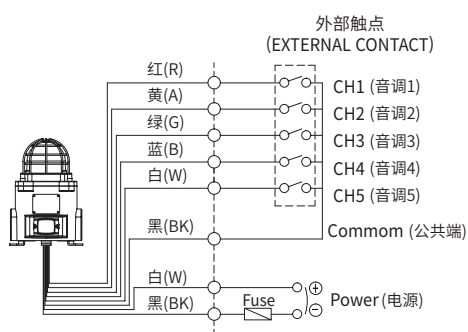 外部触点
(EXTERNAL CONTACT)
红(R)
CH1 (音调1)
黄(A)
CH2 (音调2)
绿(G)
CH3 (音调3)
蓝(B)
CH4 (音调4)
白(W)
CH5 (音调5)
黑(BK)
Commom (公共端)
白(W)
黑(BK)
Fuse
Power(电源)